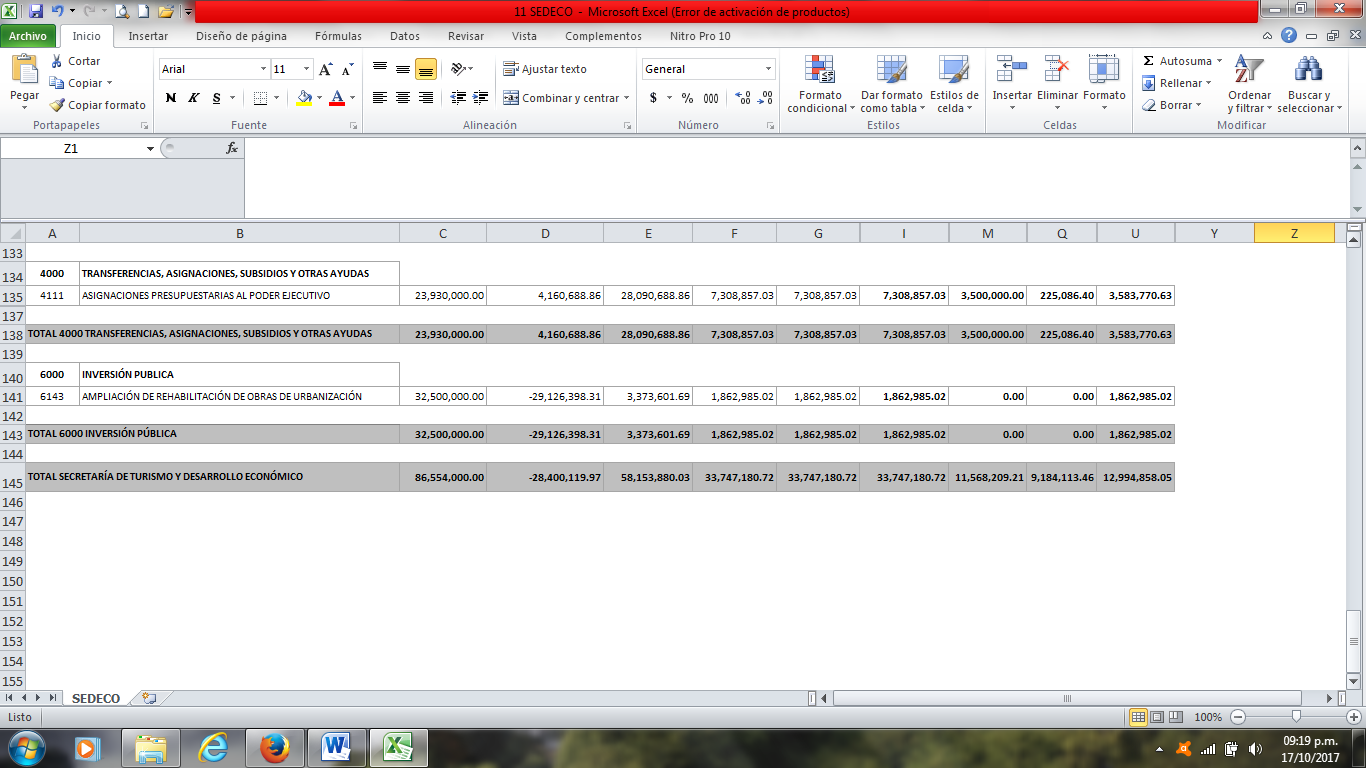 11 SEDECO - Microsoft Excel (Error de activación de productos)
Archivo Inicio Insertar Diseño de página Fórmulas Datos Revisar Vista Complementos Nitro Pro 10
Pegar
Cortar
Copiar
Copiar formato
Portapapeles
Arial 11
N K S
Fuente
Ajustar texto
Combinar y centrar
Alineación
General
$ % 000
Número
Formato condicional
Dar formato como tabla
Estilos de celda
Estilos
Insertar Eliminar Formato
Celdas
Autosuma
Rellenar
Borrar
Ordenar y filtrar
Buscar y seleccionar
Modificar
Z1 fx
A B C D E F G I M Q U Y Z
133
134 4000 TRANSFERENCIAS, ASIGNACIONES, SUBSIDIOS Y OTRAS AYUDAS
135 4111 ASIGNACIONES PRESUPUESTARIAS AL PODER EJECUTIVO 23,930,000.00 4,160,688.86 28,090,688.86 7,308,857.03 7,308,857.03 7,308,857.03 3,500,000.00 225,086.40 3,583,770.63
137
138 TOTAL 4000 TRANSFERENCIAS, ASIGNACIONES, SUBSIDIOS Y OTRAS AYUDAS 23,930,000.00 4,160,688.86 28,090,688.86 7,308,857.03 7,308,857.03 7,308,857.03 3,500,000.00 225,086.40 3,583,770.63
139
140 6000 INVERSIÓN PUBLICA
141 6143 AMPLIACIÓN DE REHABILITACIÓN DE OBRAS DE URBANIZACIÓN 32,500,000.00 -29,126,398.31 3,373,601.69 1,862,985.02 1,862,985.02 1,862,985.02 0.00 0.00 1,862,985.02
142
143 TOTAL 6000 INVERSIÓN PÚBLICA 32,500,000.00 -29,126,398.31 3,373,601.69 1,862,985.02 1,862,985.02 1,862,985.02 0.00 0.00 1,862,985.02
144
145 TOTAL SECRETARÍA DE TURISMO Y DESARROLLO ECONÓMICO 86,554,000.00 -28,400,119.97 58,153,880.03 33,747,180.72 33,747,180.72 33,747,180.72 11,568,209.21 9,184,113.46 12,994,858.05
146
147
148
149
150
151
152
153
154
155
SEDECO
Listo 100%
09:19 p.m.
17/10/2017